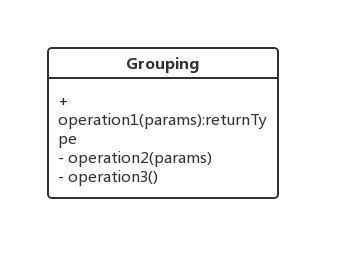 Grouping
+
operation1(params):returnTy
pe
- operation2(params)
- operation3()